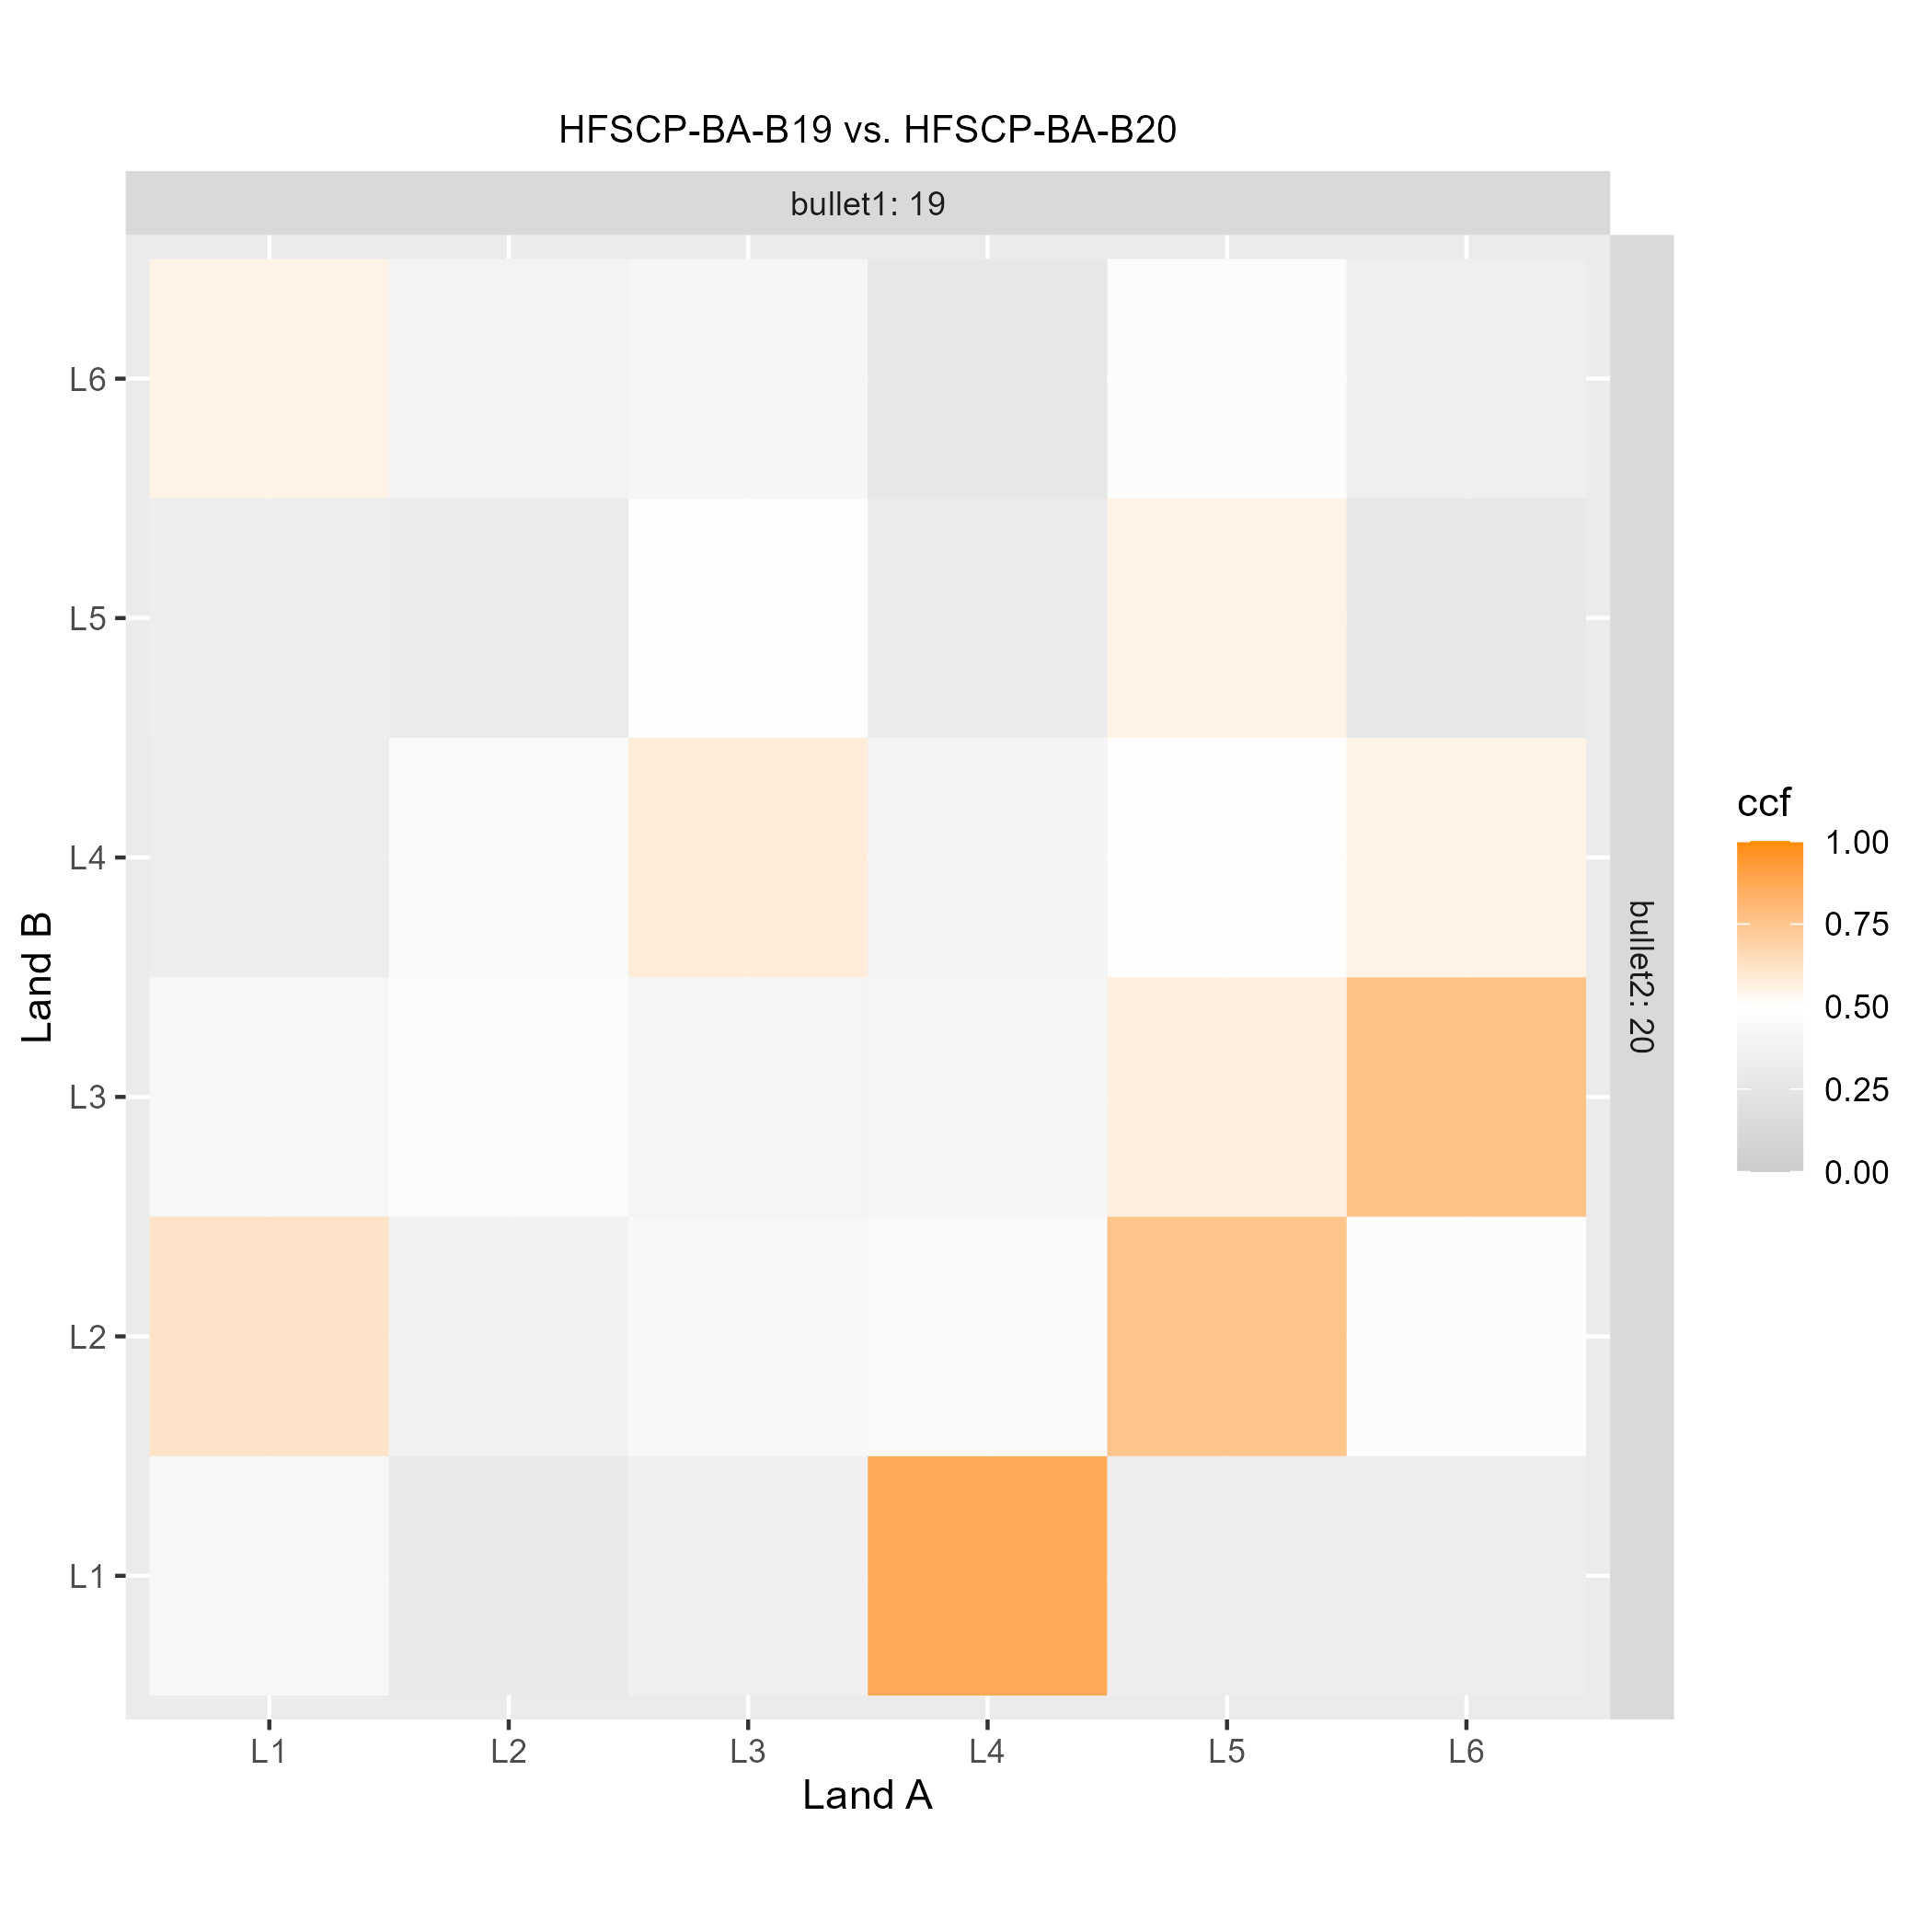 HFSCP-BA-B19 vs. HFSCP-BA-B20
bullet1: 19
L6
L5
L4
L3
L2
L1
Land B
bullet2: 20
L1
L2
L3
L4
L5
L6
Land A
ccf
1.00
0.75
0.50
0.25
0.00